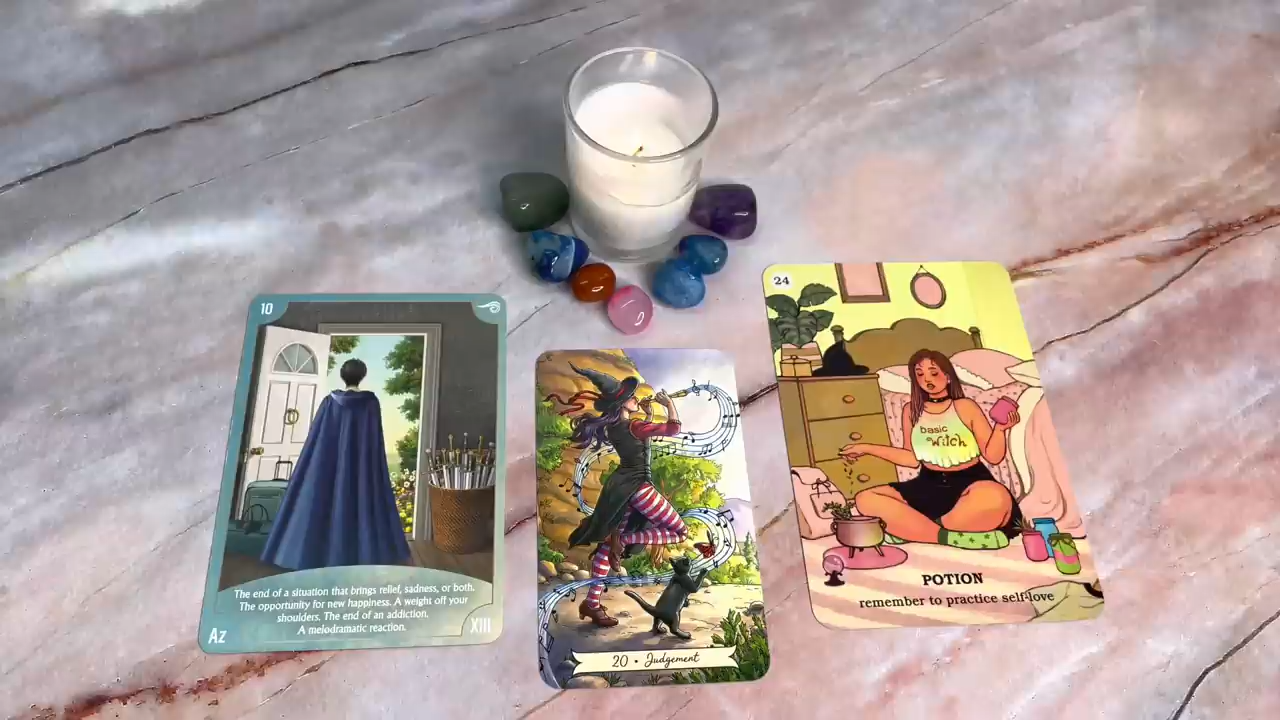 10
The end of a situation that brings relief, sadness, or both.
The opportunity for new happiness. A weight off your
shoulders. The end of an addiction.
A melodramatic reaction.
Az
XIII
20 • Judgement
24
basic
witch
POTION
remember to practice self-love